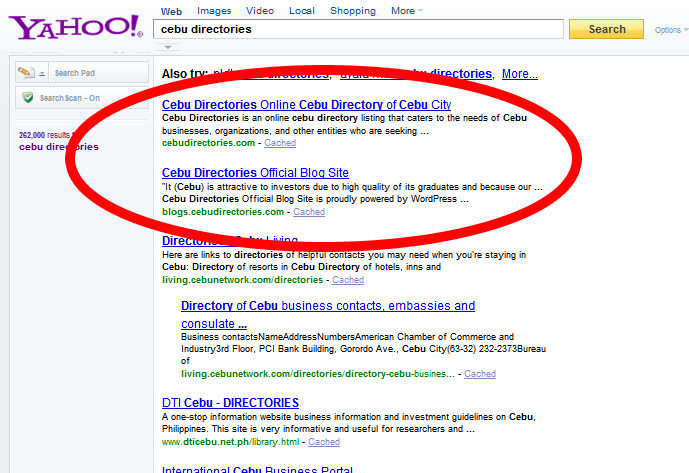 Web Images Video Local Shopping More
YAHOO!
cebu directories
Search
Options
Search Pad
SearchScan - On
262,000 results
cebu directories
Also try: directories, directories, More...
Cebu Directories Online Cebu Directory of Cebu City
Cebu Directories is an online cebu directory listing that caters to the needs of Cebu
businesses, organizations, and other entities who are seeking ...
cebudirectories.com - Cached
Cebu Directories Official Blog Site
"It (Cebu) is attractive to investors due to high quality of its graduates and because our ...
Cebu Directories Official Blog Site is proudly powered by WordPress ...
blogs.cebudirectories.com - Cached
Directories Cebu Living
Here are links to directories of helpful contacts you may need when you're staying in
Cebu: Directory of resorts in Cebu Directory of hotels, inns and
living.cebunetwork.com/directories - Cached
Directory of Cebu business contacts, embassies and
consulate ...
Business contactsNameAddressNumbersAmerican Chamber of Commerce and
Industry3rd Floor, PCI Bank Building, Gorordo Ave., Cebu City(63-32) 232-2373Bureau
of
living.cebunetwork.com/directories/directory-cebu-busines... - Cached
DTI Cebu - DIRECTORIES
A one-stop information website business information and investment guidelines on Cebu,
Philippines. This site is very informative and useful for researchers and ...
www.dticebu.net.ph/library.html - Cached
International Cebu Business Portal